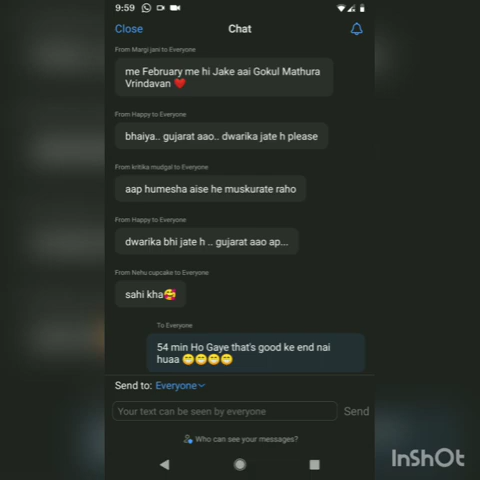 9:59
Close
Chat
From Margi jani to Everyone
me February me hi Jake aai Gokul Mathura
Vrindavan ❤️
From Happy to Everyone
bhaiya.. gujarat aao.. dwarika jate h please
From kritika mudgal to Everyone
aap humesha aise he muskurate raho
From Happy to Everyone
dwarika bhi jate h .. gujarat aao ap...
From Nehu cupcake to Everyone
sahi kha🥰
To Everyone
54 min Ho Gaye that's good ke end nai
huaa 😁😁😁😁
Send to: Everyone
Your text can be seen by everyone
Send
Who can see your messages?
InShOt